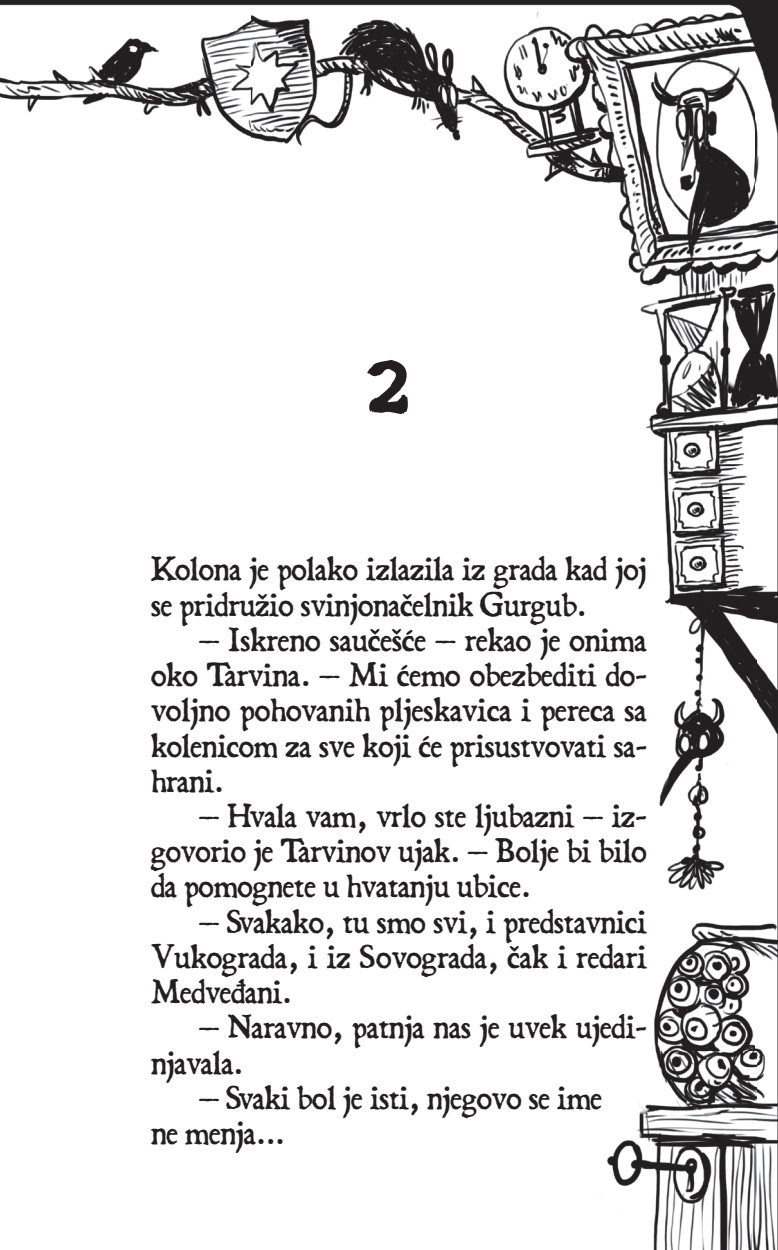 2
Kolona je polako izlazila iz grada kad joj
se pridružio svinjonačelnik Gurgub.
— Iskreno saučešće — rekao je onima
oko Tarvina. — Mi ćemo obezbediti do-
voljno pohovanih pljeskavica i pereca sa
kolenicom za sve koji će prisustvovati sa-
hrani.
— Hvala vam, vrlo ste ljubazni — iz-
govorio je Tarvinov ujak. — Bolje bi bilo
da pomognete u hvatanju ubice.
— Svakako, tu smo svi, i predstavnici
Vukograda, i iz Sovograda, čak i redari
Medveđani.
— Naravno, patnja nas je uvek ujedi-
njavala.
— Svaki bol je isti, njegovo se ime
ne menja...